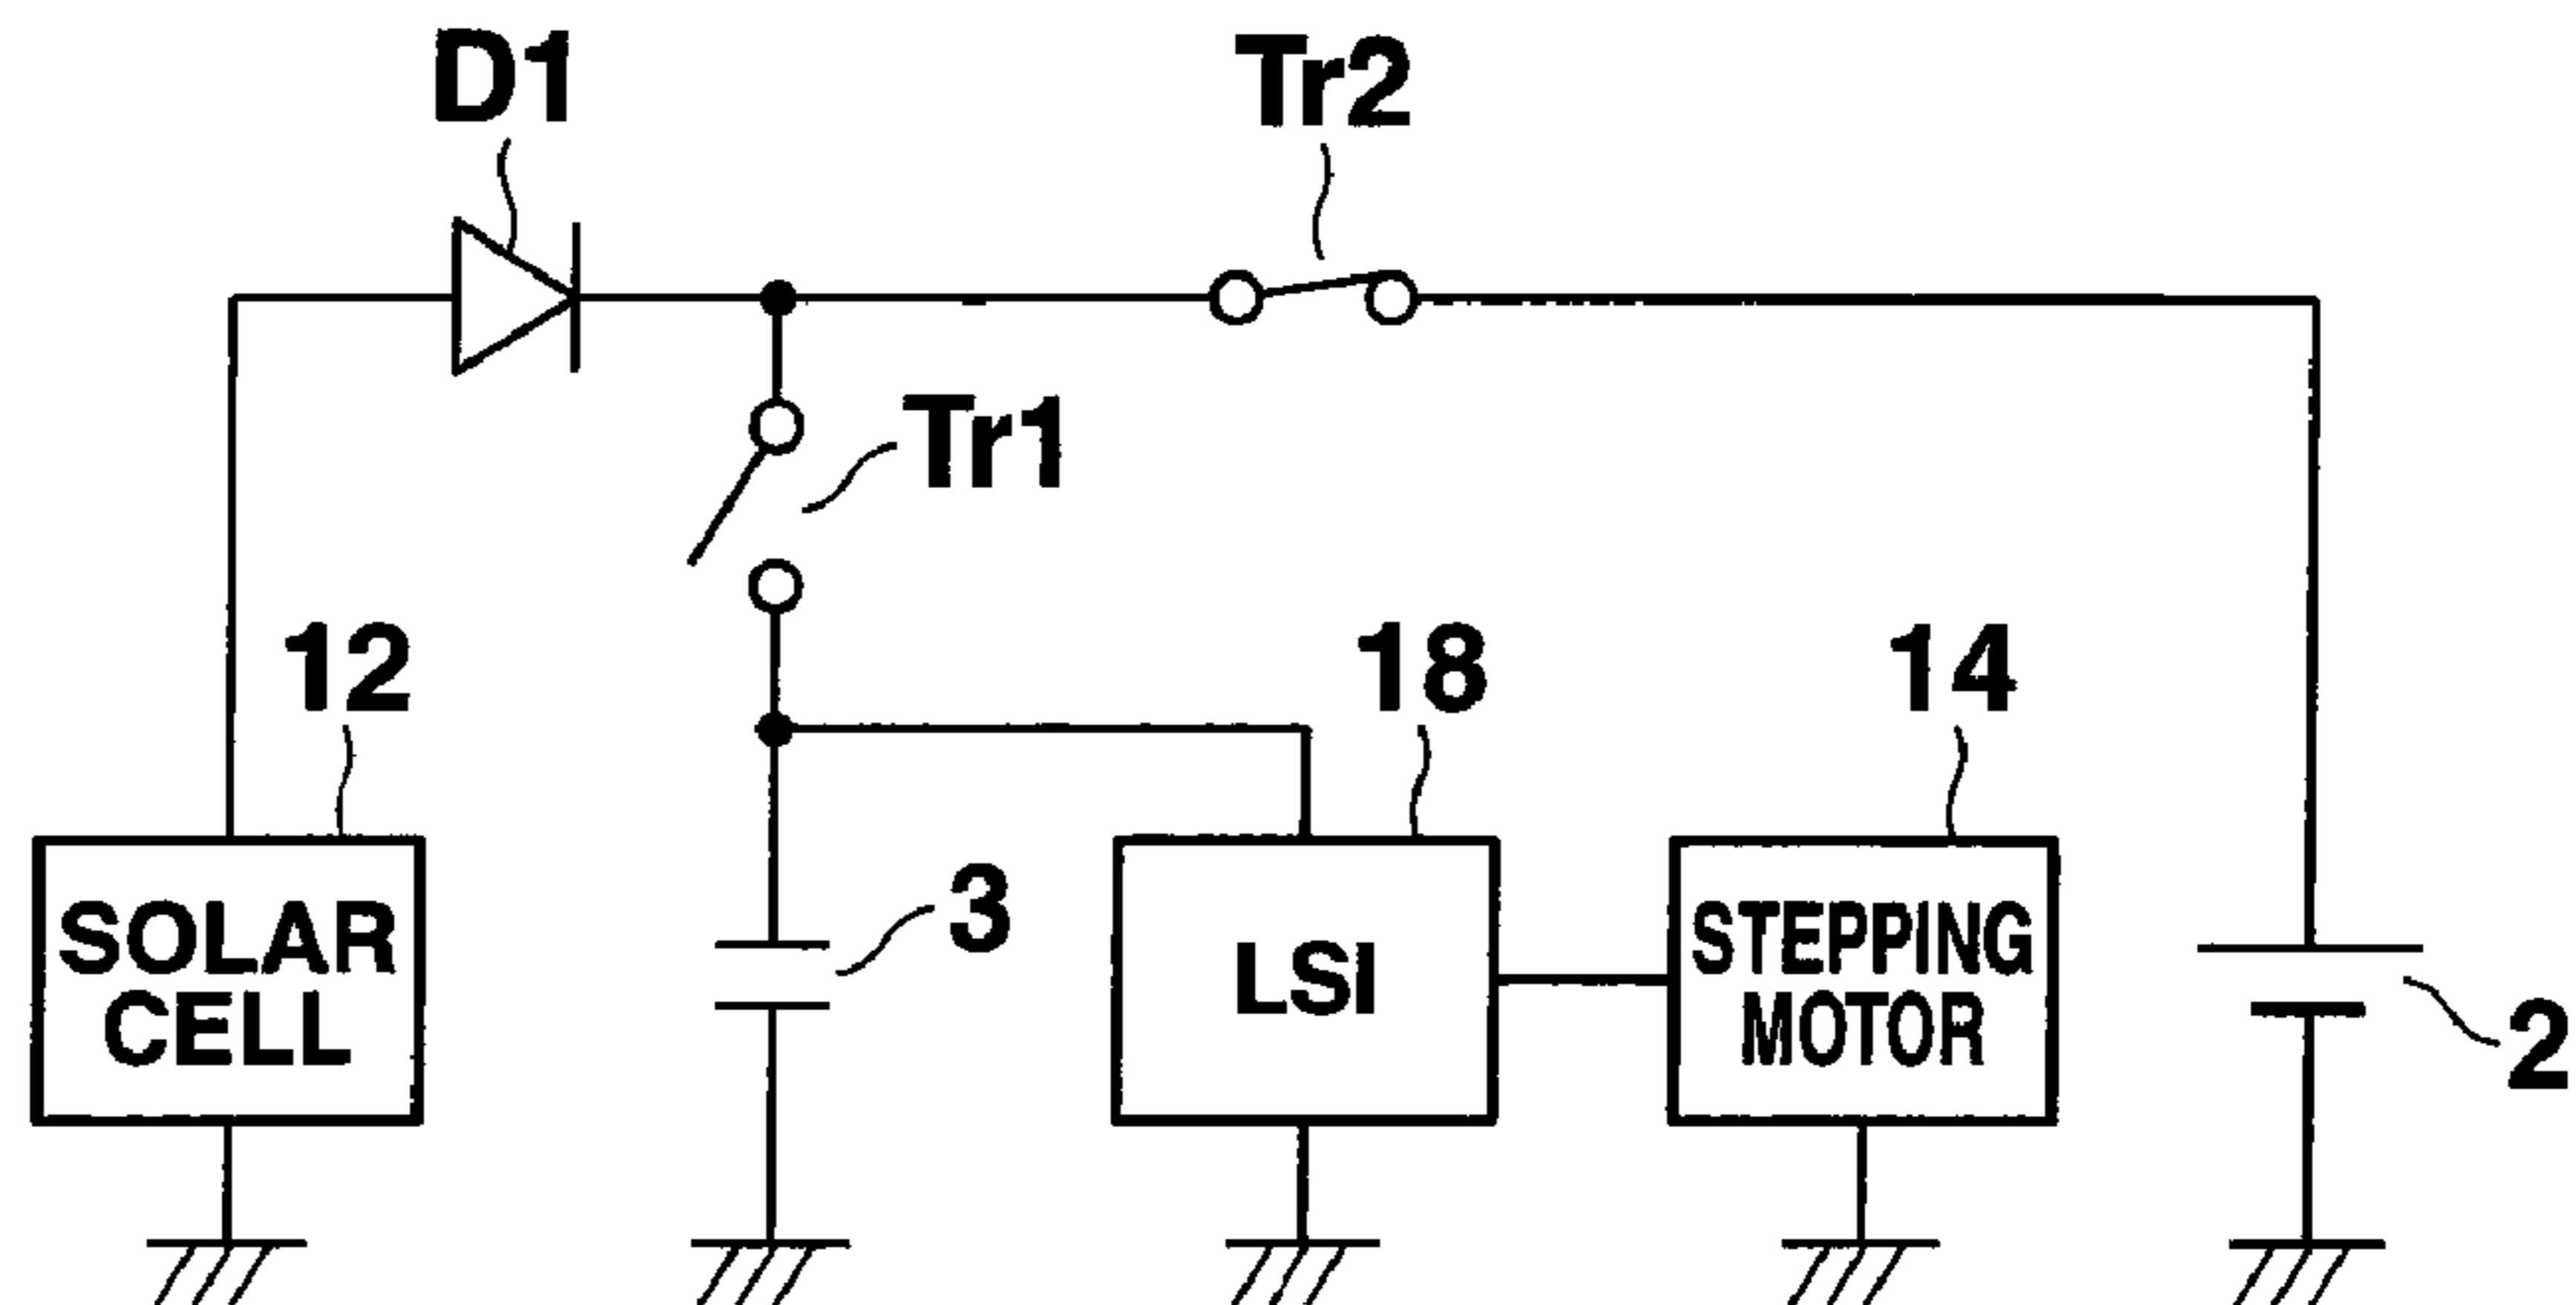 D1
Tr2
Tr1
12
18
14
3
SOLAR
CELL
LSI
STEPPING
MOTOR
2